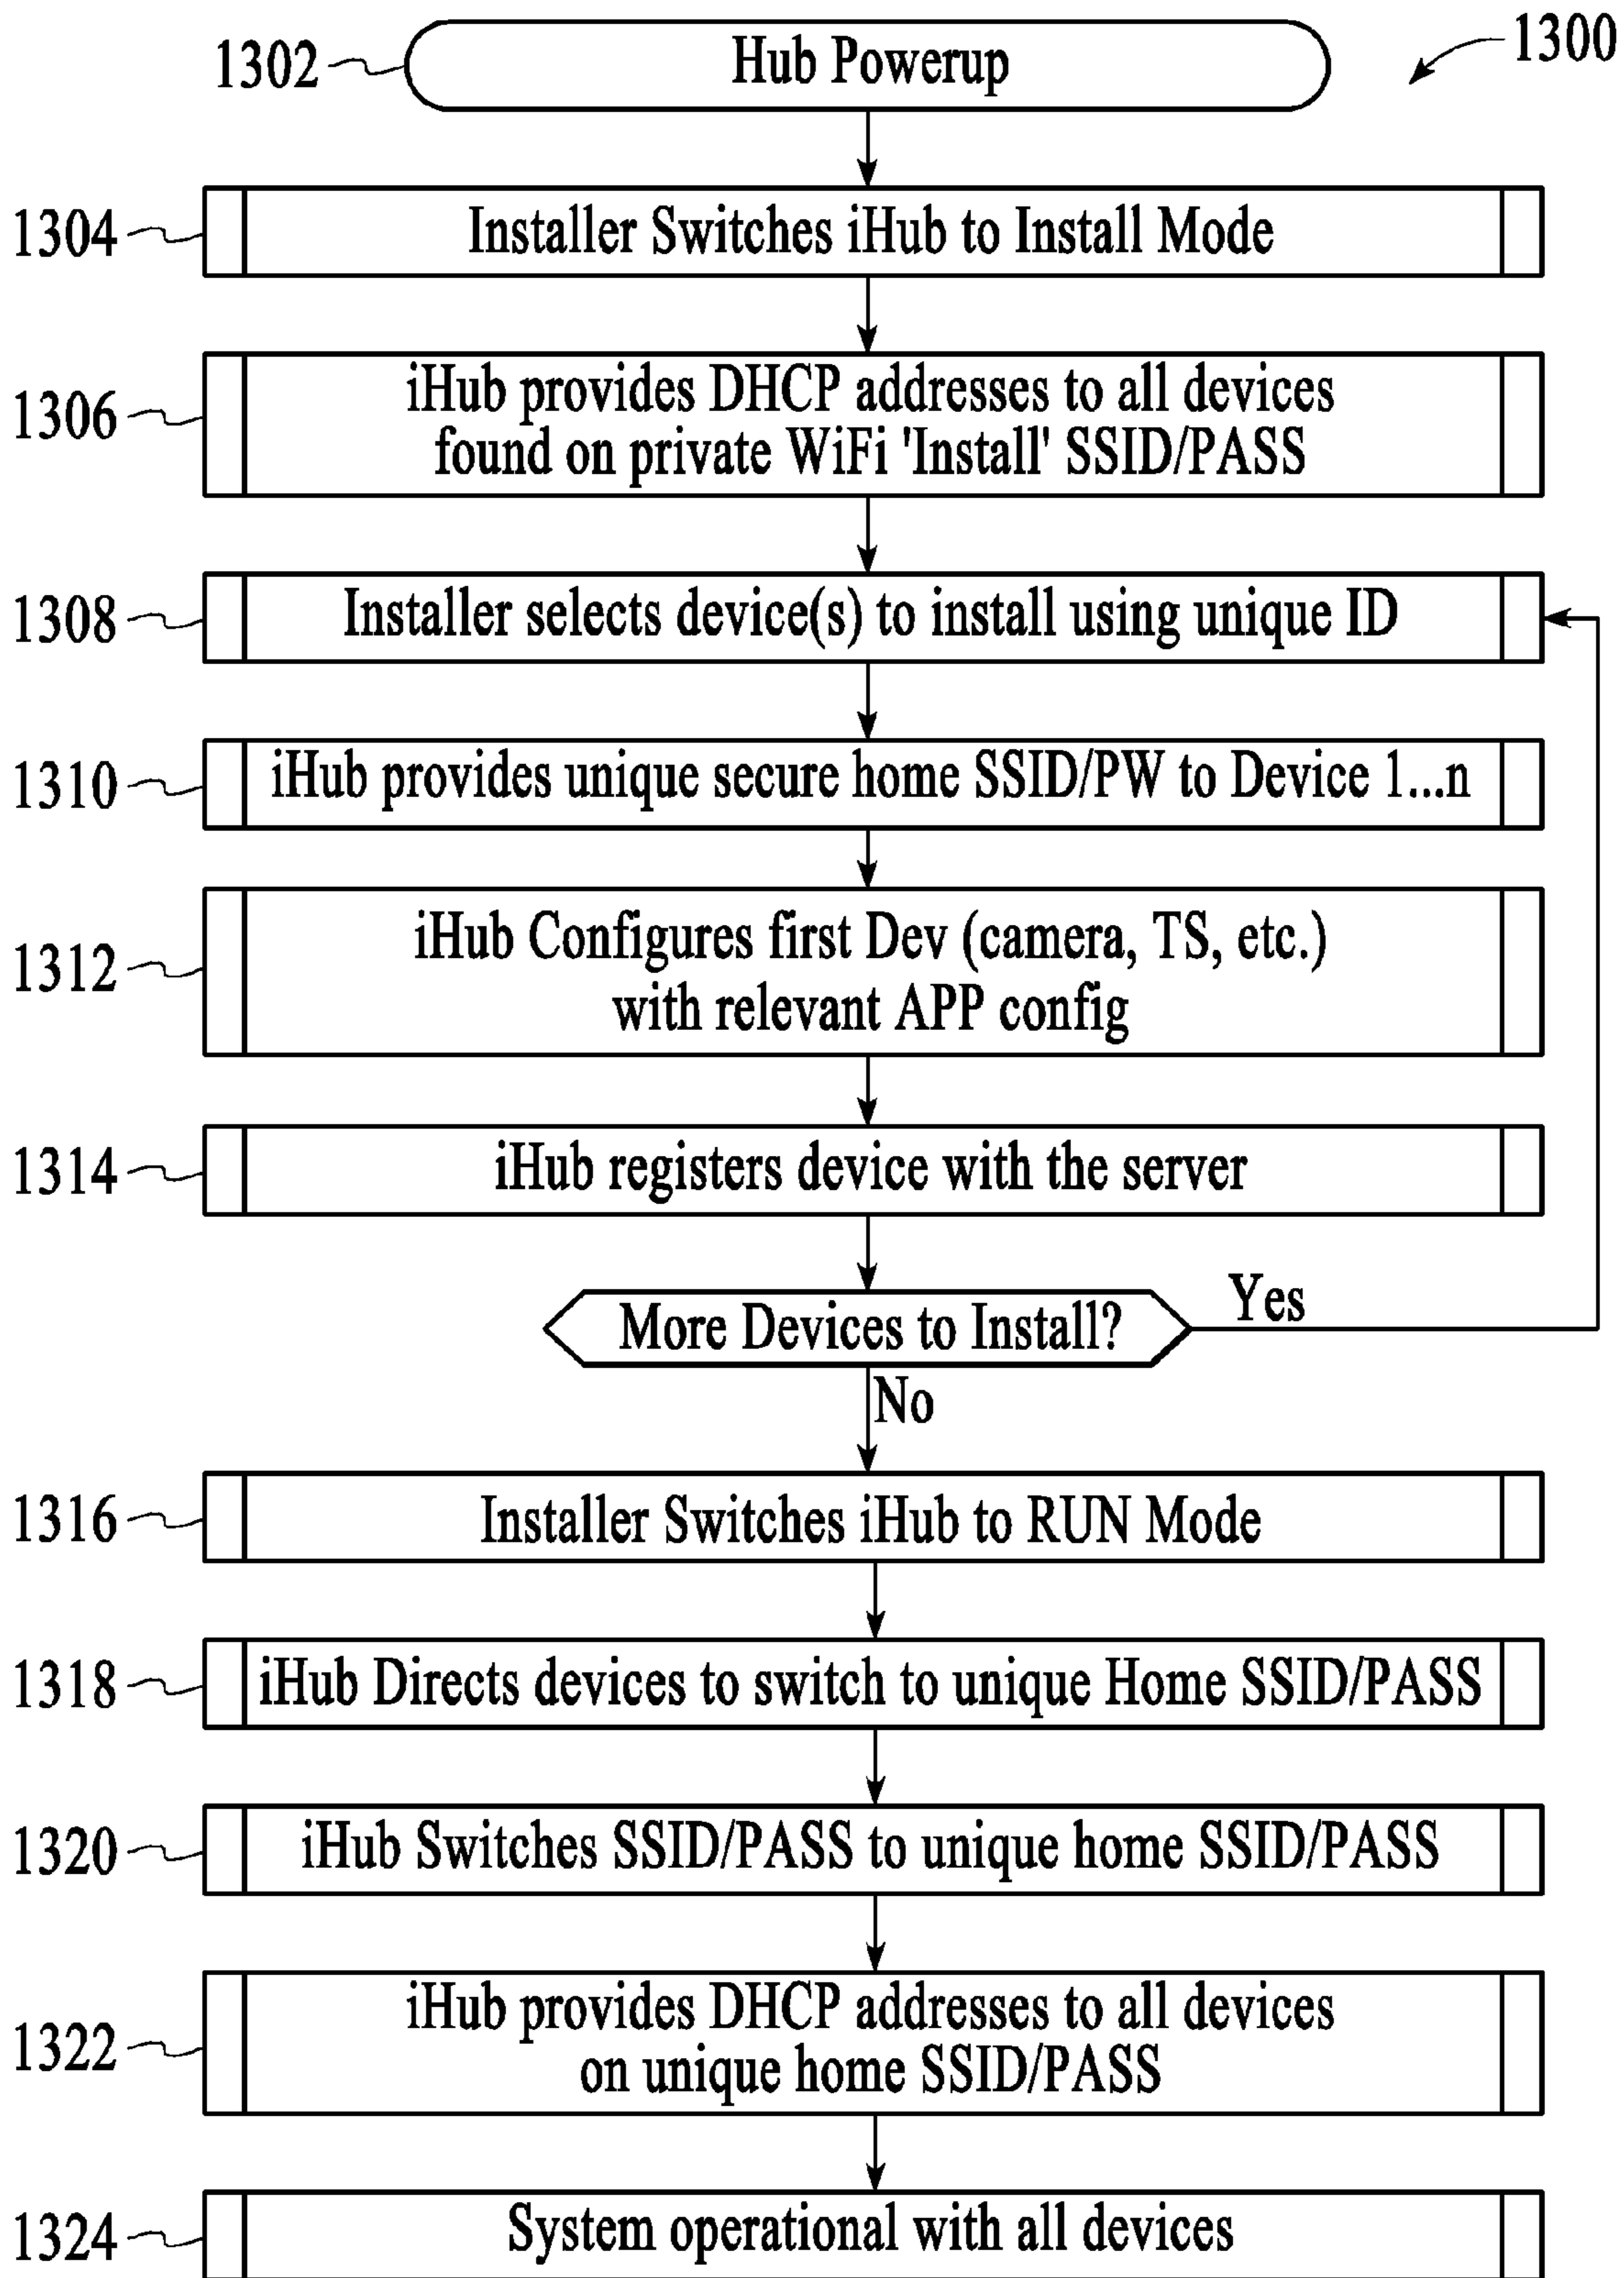 1300
1302
Hub Powerup
1304
Installer Switches iHub to Install Mode
1306
iHub provides DHCP addresses to all devices
found on private WiFi 'Install' SSID/PASS
1308
Installer selects device(s) to install using unique ID
1310
iHub provides unique secure home SSID/PW to Device 1...n
1312
iHub Configures first Dev (camera, TS, etc.)
with relevant APP config
1314
iHub registers device with the server
More Devices to Install?
Yes
No
1316
Installer Switches iHub to RUN Mode
1318
iHub Directs devices to switch to unique Home SSID/PASS
1320
iHub Switches SSID/PASS to unique home SSID/PASS
1322
iHub provides DHCP addresses to all devices
on unique home SSID/PASS
1324
System operational with all devices